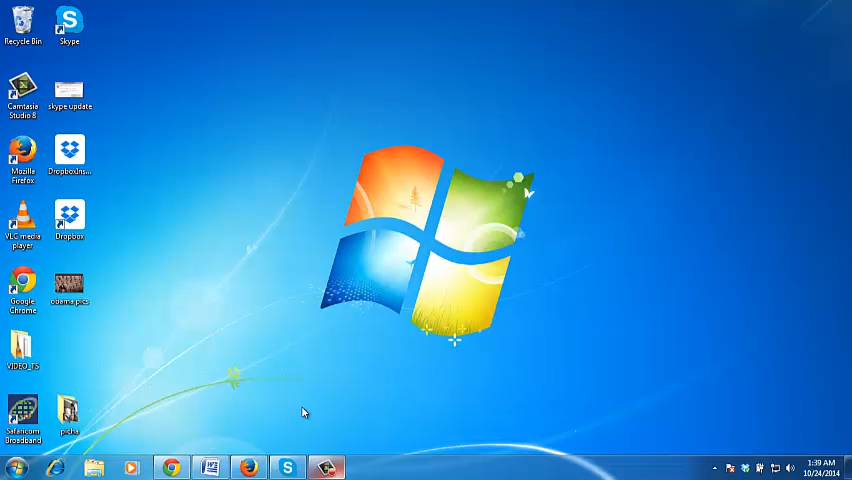 Recycle Bin
Skype
Camtasia
Studio 8
skype update
Mozilla
Firefox
DropboxIns...
VLC media
player
Dropbox
Google
Chrome
obama pics
VIDEO_TS
Safaricom
Broadband
picha
1:39 AM
10/24/2014